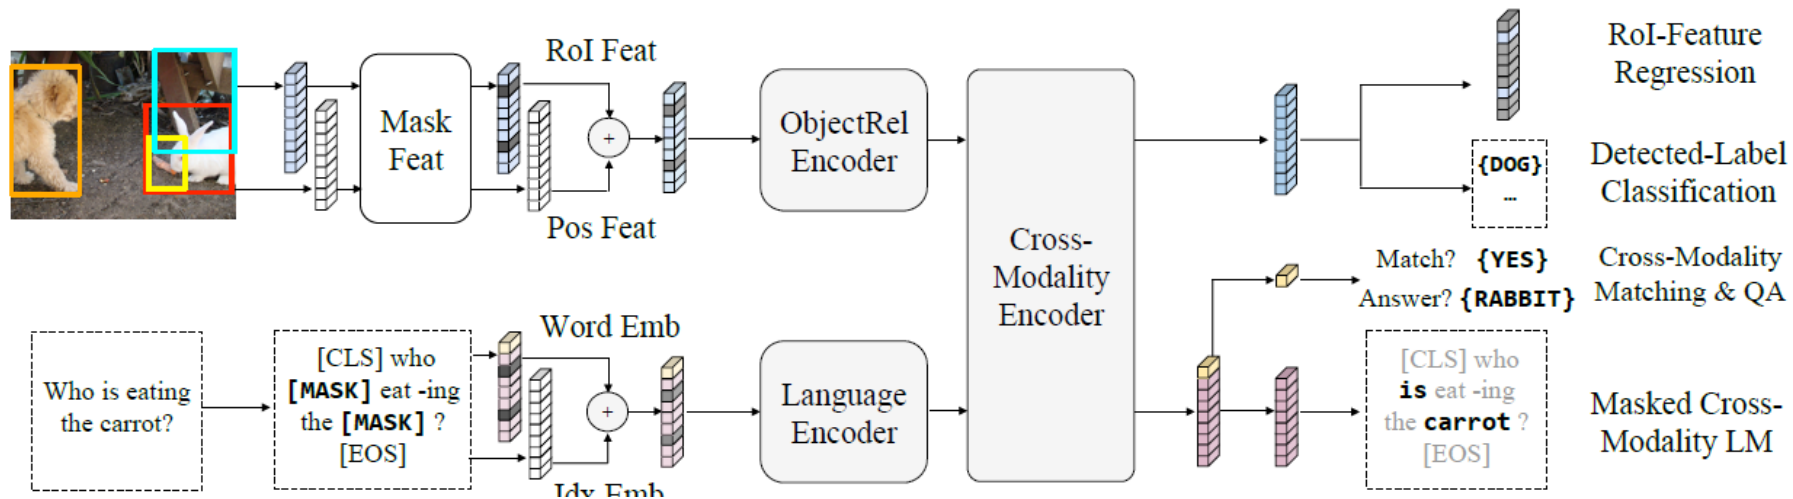 RoI Feat
Mask
Feat
Pos Feat
ObjectRel
Encoder
RoI-Feature
Regression
{DOG}
…
Detected-Label
Classification
Cross-
Modality
Encoder
Match? {YES}
Answer? {RABBIT}
Cross-Modality
Matching & QA
Who is eating
the carrot?
[CLS] who
[MASK] eat -ing
the [MASK] ?
[EOS]
Word Emb
Idx Emb
Language
Encoder
[CLS] who
is eat -ing
the carrot ?
[EOS]
Masked Cross-
Modality LM
+
+